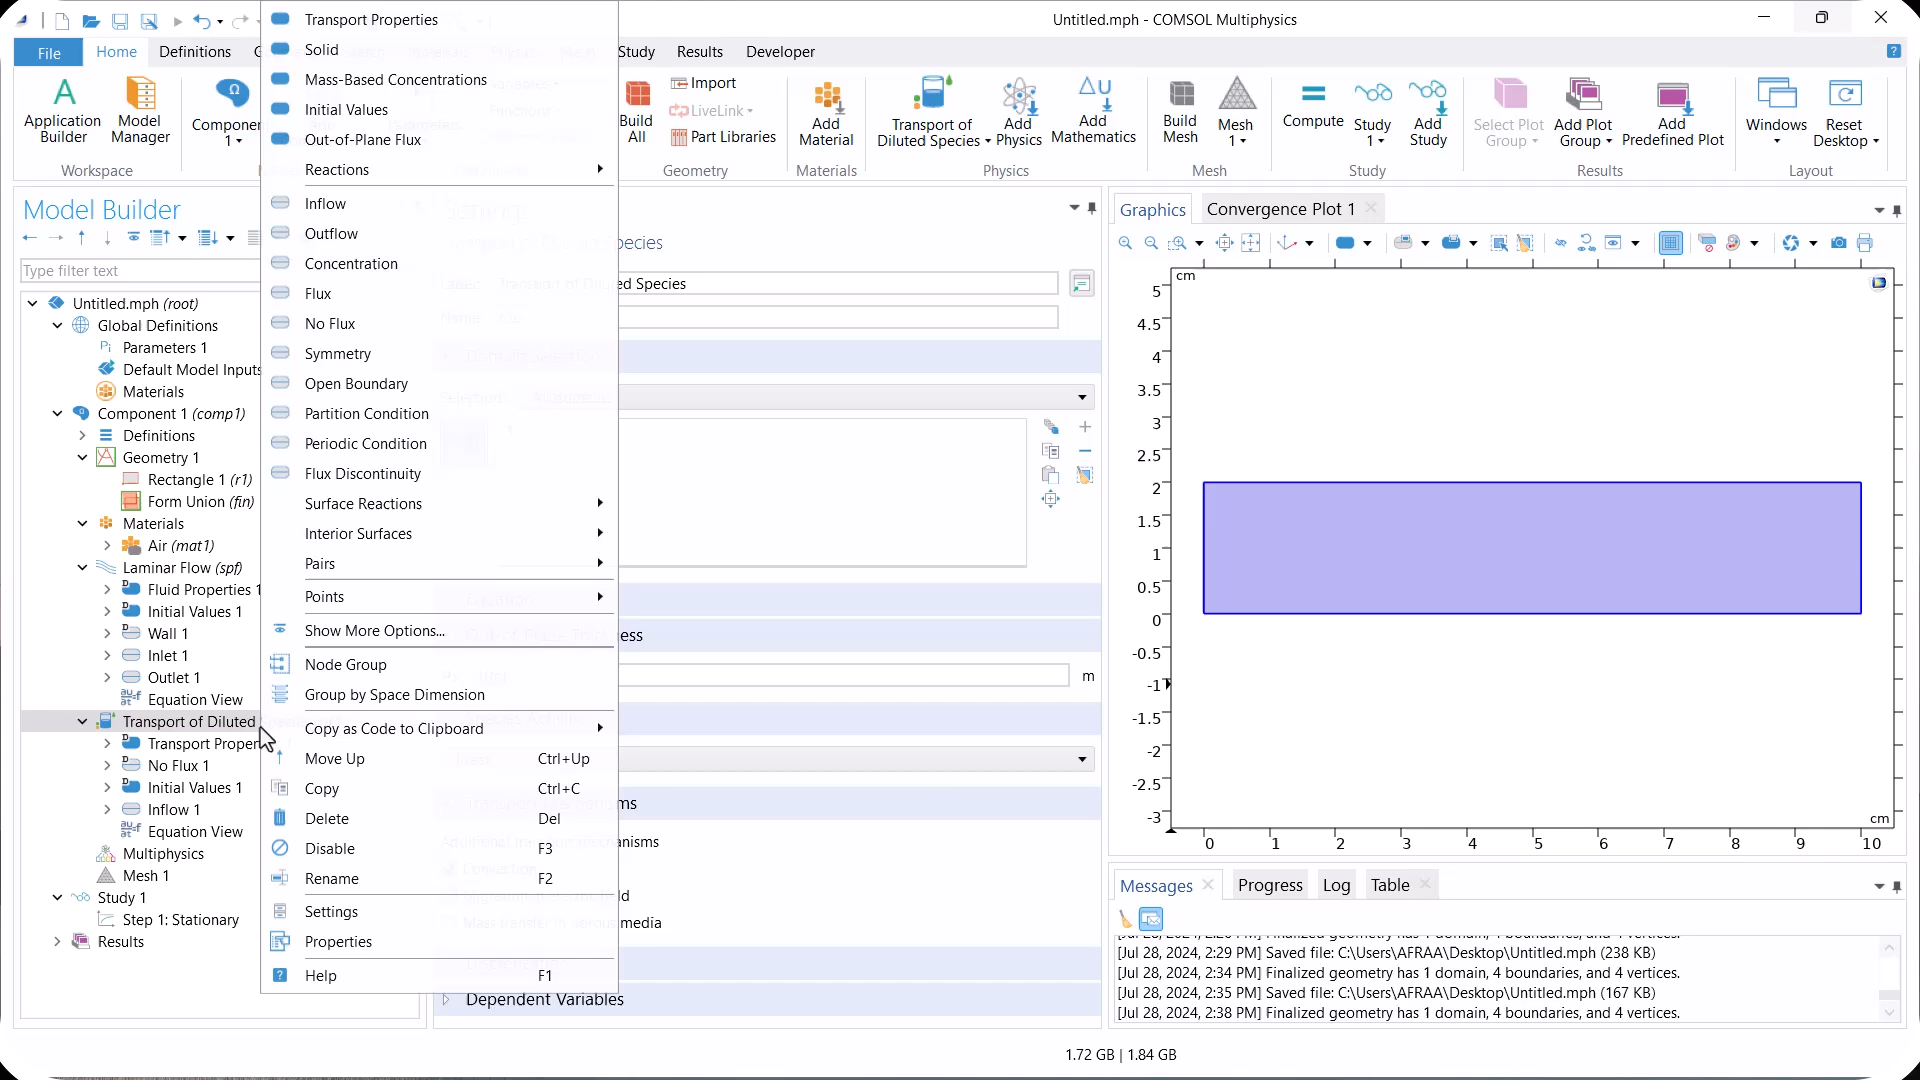 Untitled.mph - COMSOL Multiphysics
File
Home
Definitions
Study
Results
Developer
Application Builder
Model Manager
Workspace
Componen
1
Build All
Import
LiveLink
Part Libraries
Geometry
Add Material
Materials
Transport of Diluted Species
Add Physics
Add Mathematics
Physics
Build Mesh
Mesh 1
Mesh
Compute
Study 1
Add Study
Study
Select Plot Group
Add Plot Group
Add Predefined Plot
Results
Windows
Reset Desktop
Layout
Model Builder
Type filter text
Untitled.mph (root)
Global Definitions
Parameters 1
Default Model Inputs
Materials
Component 1 (comp1)
Definitions
Geometry 1
Rectangle 1 (r1)
Form Union (fin)
Materials
Air (mat1)
Laminar Flow (spf)
Fluid Properties 1
Initial Values 1
Wall 1
Inlet 1
Outlet 1
Equation View
Transport of Diluted
Transport Proper
No Flux 1
Initial Values 1
Inflow 1
Equation View
Multiphysics
Mesh 1
Study 1
Step 1: Stationary
Results
Transport Properties
Solid
Mass-Based Concentrations
Initial Values
Out-of-Plane Flux
Reactions
Inflow
Outflow
Concentration
Flux
No Flux
Symmetry
Open Boundary
Partition Condition
Periodic Condition
Flux Discontinuity
Surface Reactions
Interior Surfaces
Pairs
Points
Show More Options...
Node Group
Group by Space Dimension
Copy as Code to Clipboard
Move Up Ctrl+Up
Copy Ctrl+C
Delete Del
Disable F3
Rename F2
Settings
Properties
Help F1
pecies
ed Species
ess
m
ms
anisms
ld
media
Dependent Variables
Graphics
Convergence Plot 1
cm
5
4.5
4
3.5
3
2.5
2
1.5
1
0.5
0
-0.5
-1
-1.5
-2
-2.5
-3
cm
0 1 2 3 4 5 6 7 8 9 10
Messages
Progress
Log
Table
[Jul 28, 2024, 2:29 PM] Saved file: C:\Users\AFRAA\Desktop\Untitled.mph (238 KB)
[Jul 28, 2024, 2:34 PM] Finalized geometry has 1 domain, 4 boundaries, and 4 vertices.
[Jul 28, 2024, 2:35 PM] Saved file: C:\Users\AFRAA\Desktop\Untitled.mph (167 KB)
[Jul 28, 2024, 2:38 PM] Finalized geometry has 1 domain, 4 boundaries, and 4 vertices.
1.72 GB | 1.84 GB